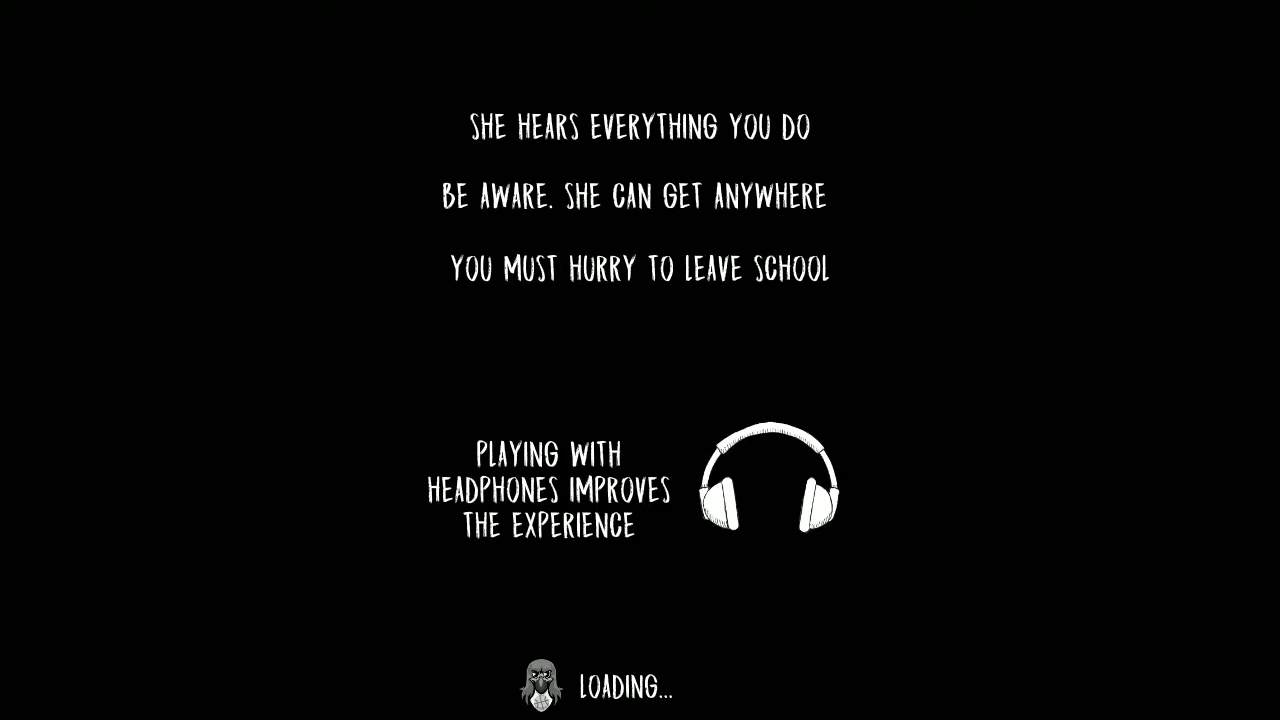 SHE HEARS EVERYTHING YOU DO
BE AWARE. SHE CAN GET ANYWHERE
YOU MUST HURRY TO LEAVE SCHOOL
PLAYING WITH
HEADPHONES IMPROVES
THE EXPERIENCE
LOADING...